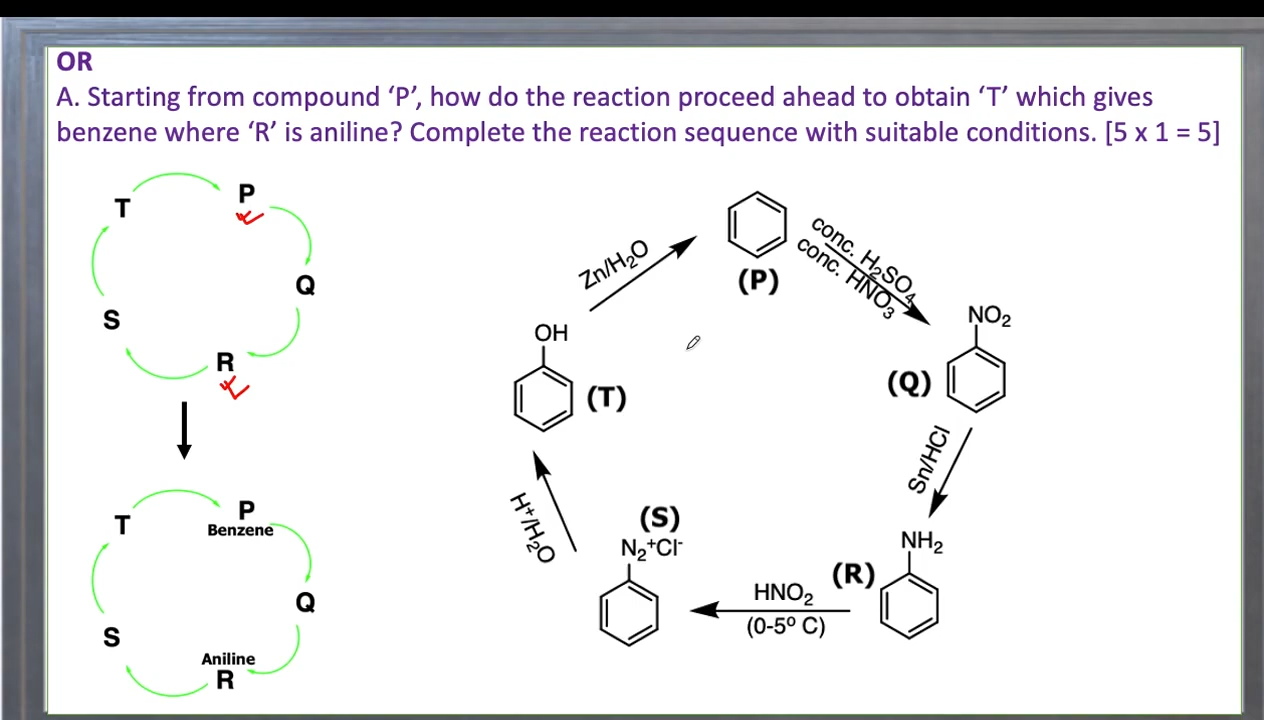 OR
A. Starting from compound ‘P’, how do the reaction proceed ahead to obtain ‘T’ which gives
benzene where ‘R’ is aniline? Complete the reaction sequence with suitable conditions. [5 x 1 = 5]
T
P
Q
S
R
T
P
Benzene
Q
S
Aniline
R
Zn/H₂O
(P)
conc. H₂SO₄
conc. HNO₃
NO₂
(Q)
OH
(T)
Sn/HCl
H⁺/H₂O
(S)
N₂⁺Cl⁻
HNO₂
(0-5⁰ C)
(R)
NH₂